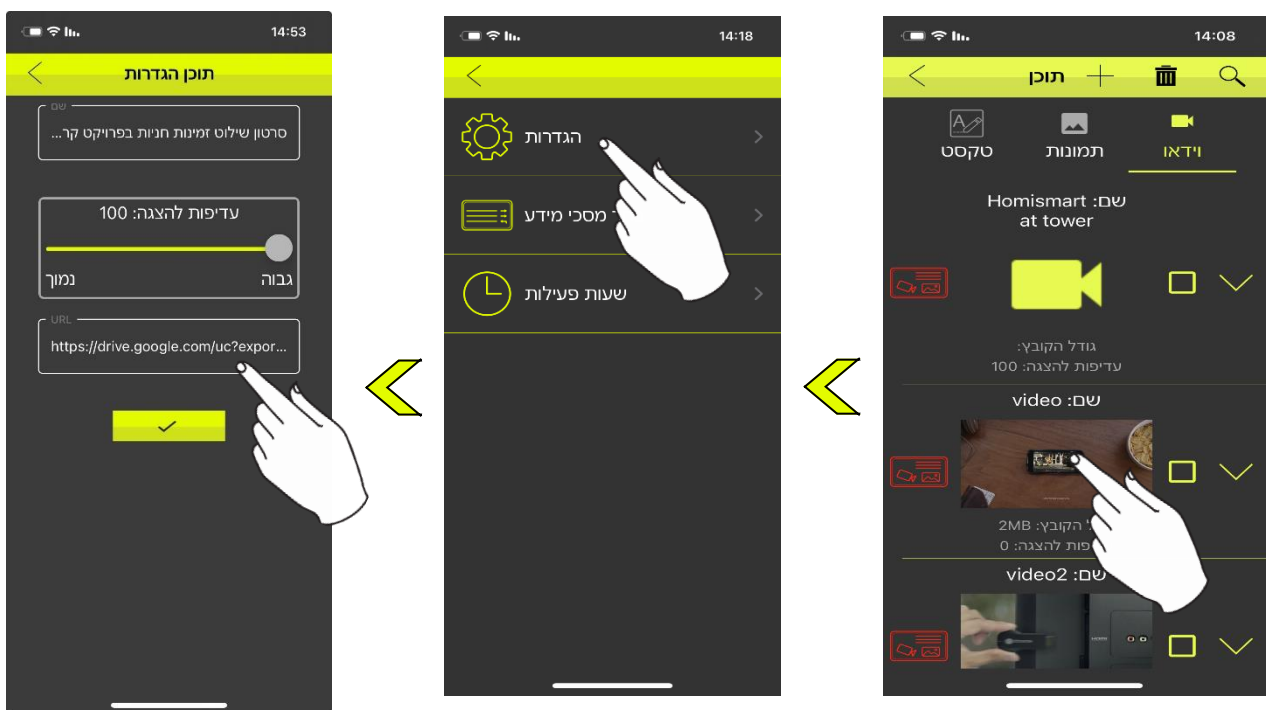 14:08
תוכן
וידאו
תמונות
טקסט
שם: Homismart
at tower
גודל הקובץ:
עדיפות להצגה: 100
שם: video
הקובץ: 2MB
להצגה: 0
שם: video2
14:18
הגדרות
מסכי מידע
שעות פעילות
14:53
תוכן הגדרות
שם
סרטון שילוט זמינות חניות בפרויקט קר...
עדיפות להצגה: 100
גבוה
נמוך
URL
https://drive.google.com/uc?expor...